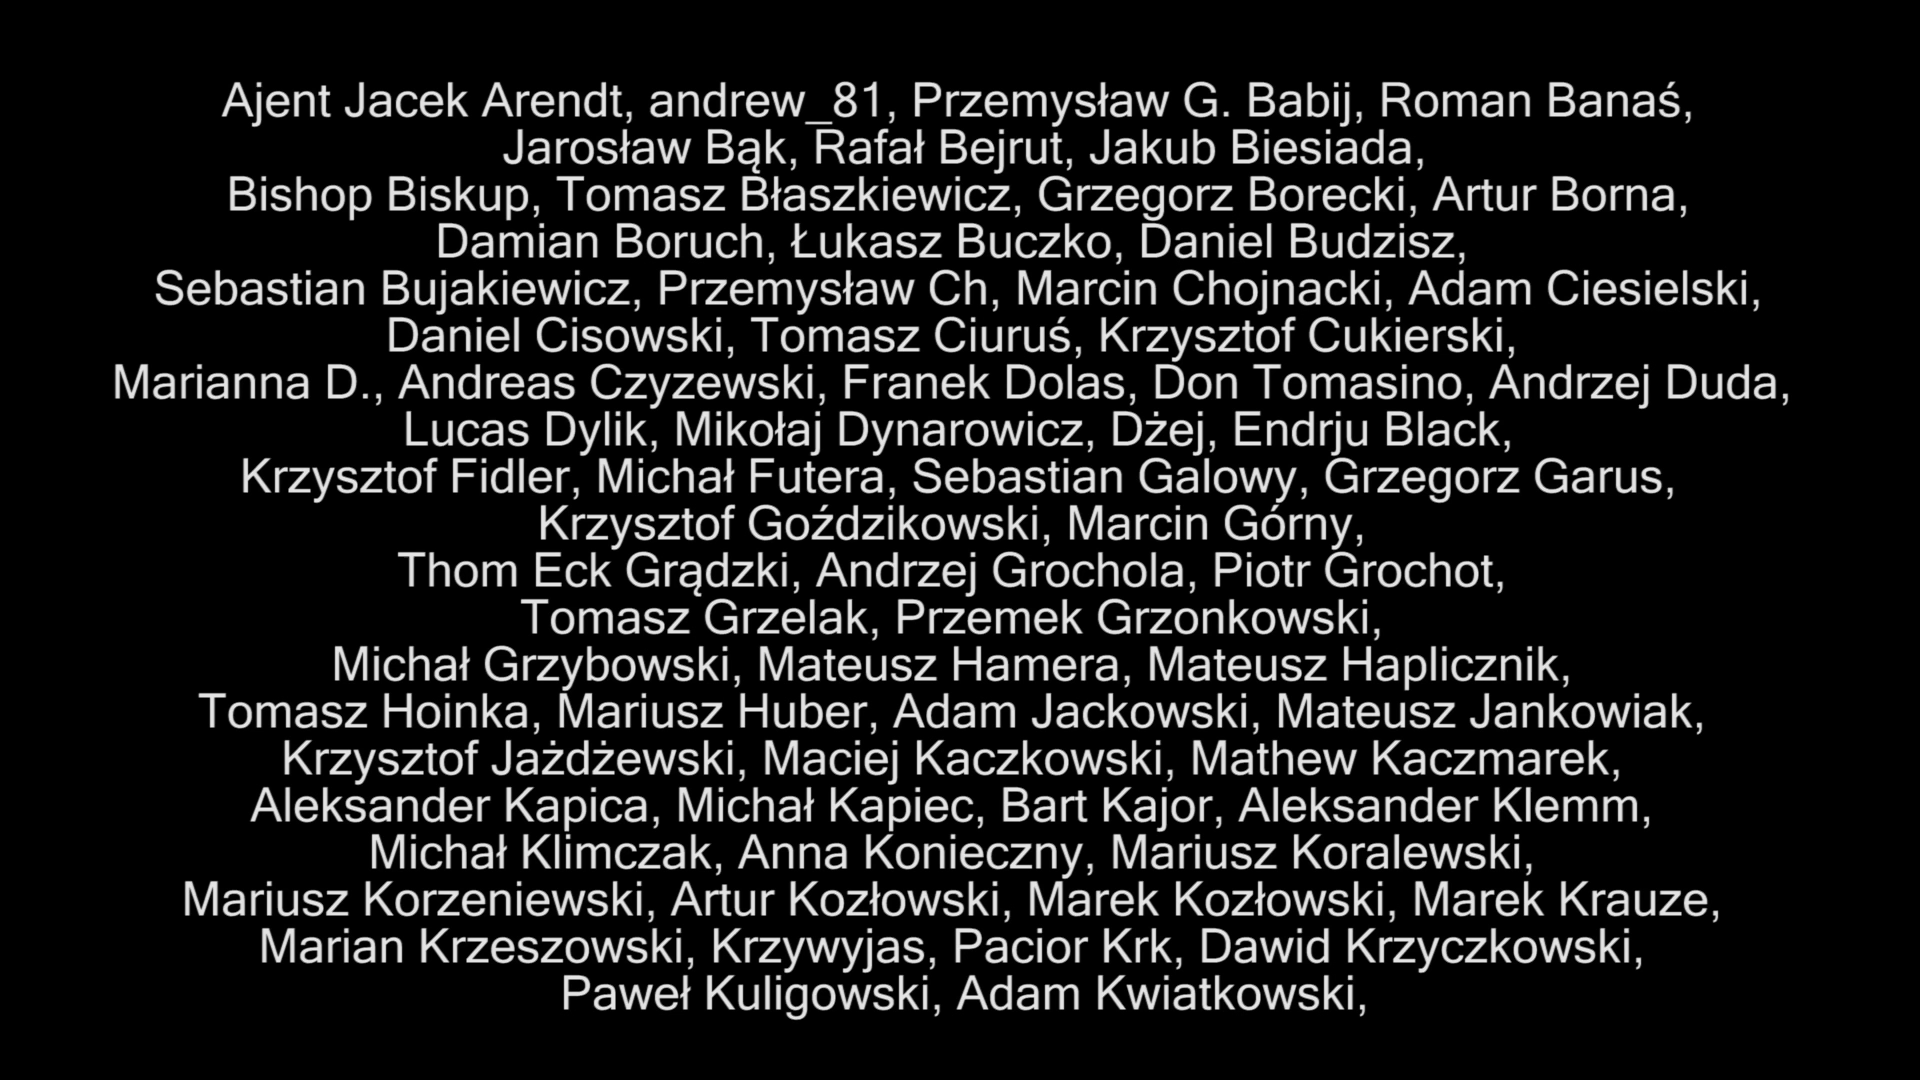 Ajent Jacek Arendt, andrew_81, Przemysław G. Babij, Roman Banaś,
Jarosław Bąk, Rafał Bejrut, Jakub Biesiada,
Bishop Biskup, Tomasz Błaszkiewicz, Grzegorz Borecki, Artur Borna,
Damian Boruch, Łukasz Buczko, Daniel Budzisz,
Sebastian Bujakiewicz, Przemysław Ch, Marcin Chojnacki, Adam Ciesielski,
Daniel Cisowski, Tomasz Ciuruś, Krzysztof Cukierski,
Marianna D., Andreas Czyzewski, Franek Dolas, Don Tomasino, Andrzej Duda,
Lucas Dylik, Mikołaj Dynarowicz, Dżej, Endrju Black,
Krzysztof Fidler, Michał Futera, Sebastian Galowy, Grzegorz Garus,
Krzysztof Goździkowski, Marcin Górny,
Thom Eck Grądzki, Andrzej Grochola, Piotr Grochot,
Tomasz Grzelak, Przemek Grzonkowski,
Michał Grzybowski, Mateusz Hamera, Mateusz Haplicznik,
Tomasz Hoinka, Mariusz Huber, Adam Jackowski, Mateusz Jankowiak,
Krzysztof Jażdżewski, Maciej Kaczkowski, Mathew Kaczmarek,
Aleksander Kapica, Michał Kapiec, Bart Kajor, Aleksander Klemm,
Michał Klimczak, Anna Konieczny, Mariusz Koralewski,
Mariusz Korzeniewski, Artur Kozłowski, Marek Kozłowski, Marek Krauze,
Marian Krzeszowski, Krzywyjas, Pacior Krk, Dawid Krzyczkowski,
Paweł Kuligowski, Adam Kwiatkowski,